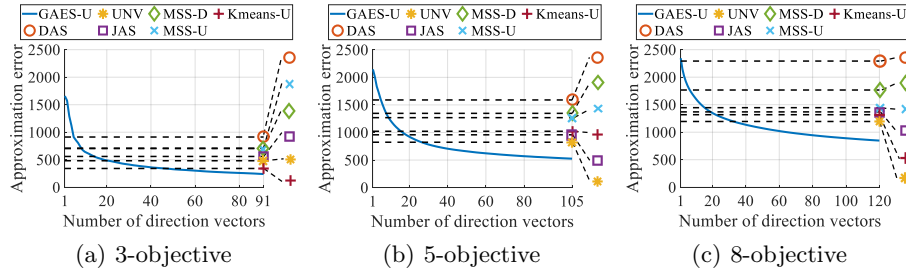 GAES-U UNV MSS-D Kmeans-U
DAS JAS MSS-U
Approximation error
2500
2000
1500
1000
500
0
1 20 40 60 80 91
Number of direction vectors
(a) 3-objective
GAES-U UNV MSS-D Kmeans-U
DAS JAS MSS-U
Approximation error
2500
2000
1500
1000
500
0
1 20 40 60 80 105
Number of direction vectors
(b) 5-objective
GAES-U UNV MSS-D Kmeans-U
DAS JAS MSS-U
Approximation error
2500
2000
1500
1000
500
0
1 20 40 60 80 100 120 130
Number of direction vectors
(c) 8-objective